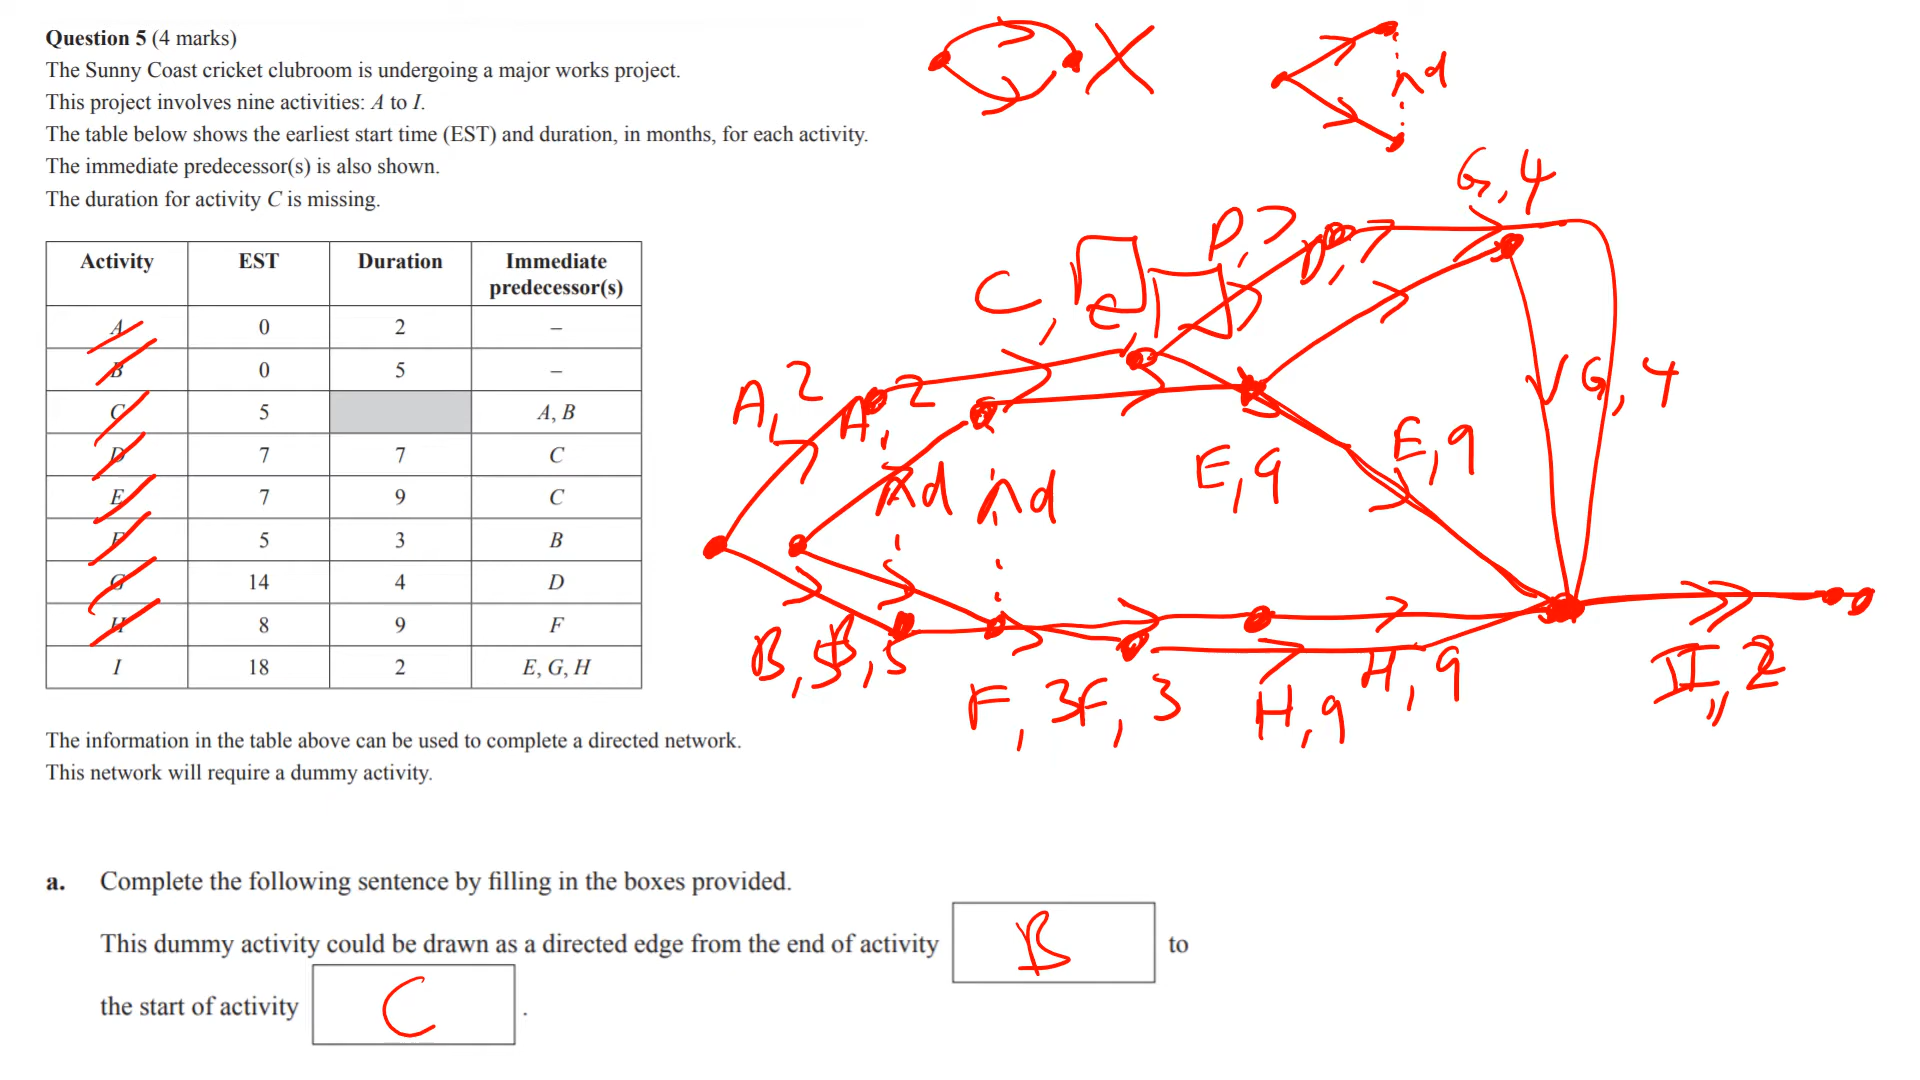 Question 5 (4 marks)
The Sunny Coast cricket clubroom is undergoing a major works project.
This project involves nine activities: A to I.
The table below shows the earliest start time (EST) and duration, in months, for each activity.
The immediate predecessor(s) is also shown.
The duration for activity C is missing.
Activity EST Duration Immediate predecessor(s)
A 0 2 –
B 0 5 –
C 5 A, B
D 7 7 C
E 7 9 C
F 5 3 B
G 14 4 D
H 8 9 F
I 18 2 E, G, H
The information in the table above can be used to complete a directed network.
This network will require a dummy activity.
a. Complete the following sentence by filling in the boxes provided.
This dummy activity could be drawn as a directed edge from the end of activity B to
the start of activity C .
d
G, 4
D, 7
D, 7
C,
C,
A, 2
A, 2
G, 4
E, 9
E, 9
d
d
B, 5
B, 5
F, 3
F, 3
H, 9
H, 9
I, 2